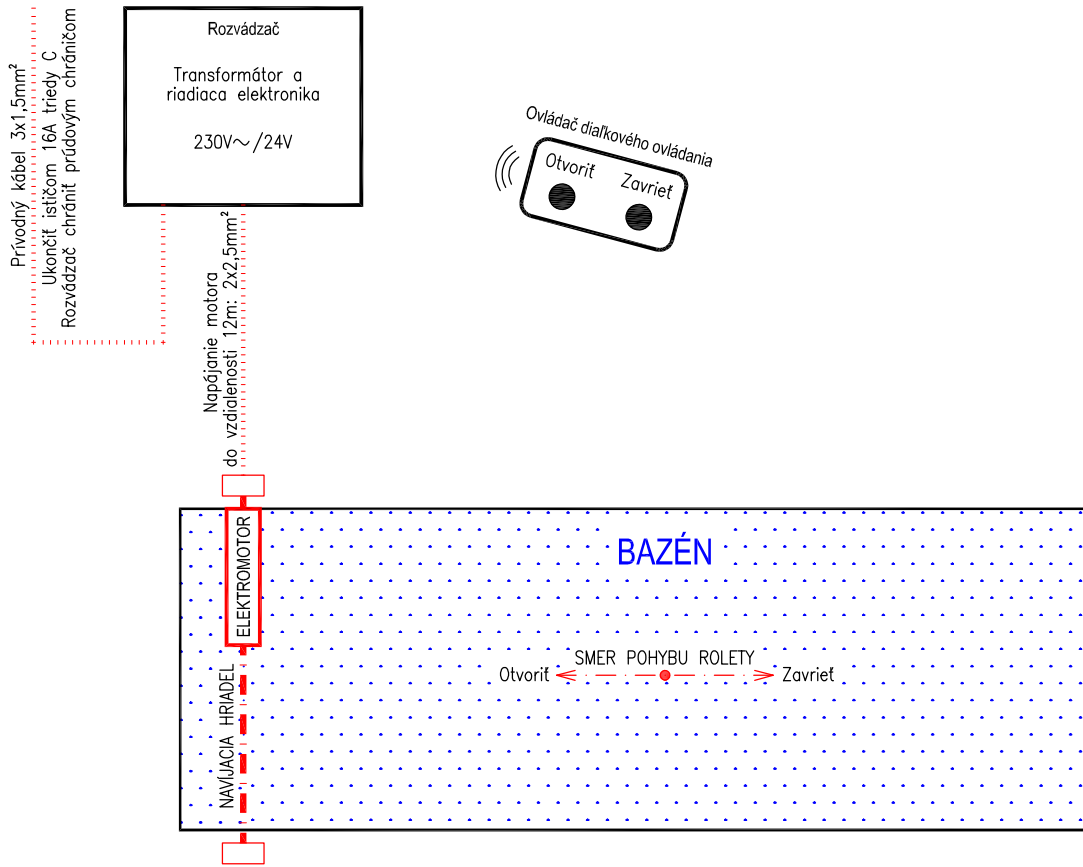 Prívodný kábel 3x1,5mm²
Ukončiť ističom 16A triedy C
Rozvádzač chrániť prúdovým chráničom
Rozvádzač
Transformátor a
riadiaca elektronika
230V~/24V
Ovládač diaľkového ovládania
Otvoriť
Zavrieť
Napájanie motora
do vzdialenosti 12m: 2x2,5mm²
ELEKTROMOTOR
NAVÍJACIA HRIADEL
BAZÉN
SMER POHYBU ROLETY
Otvoriť
Zavrieť